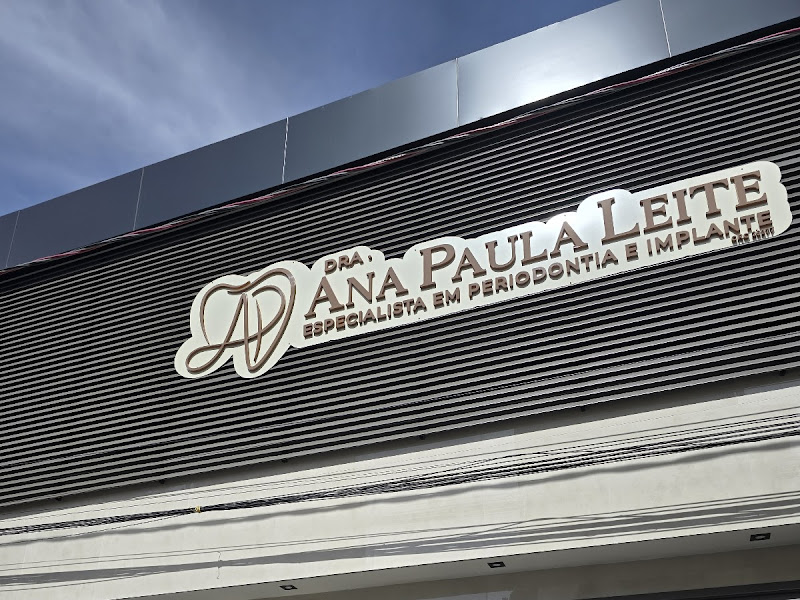 DRA.
ANA PAULA LEITE
ESPECIALISTA EM PERIODONTIA E IMPLANTE